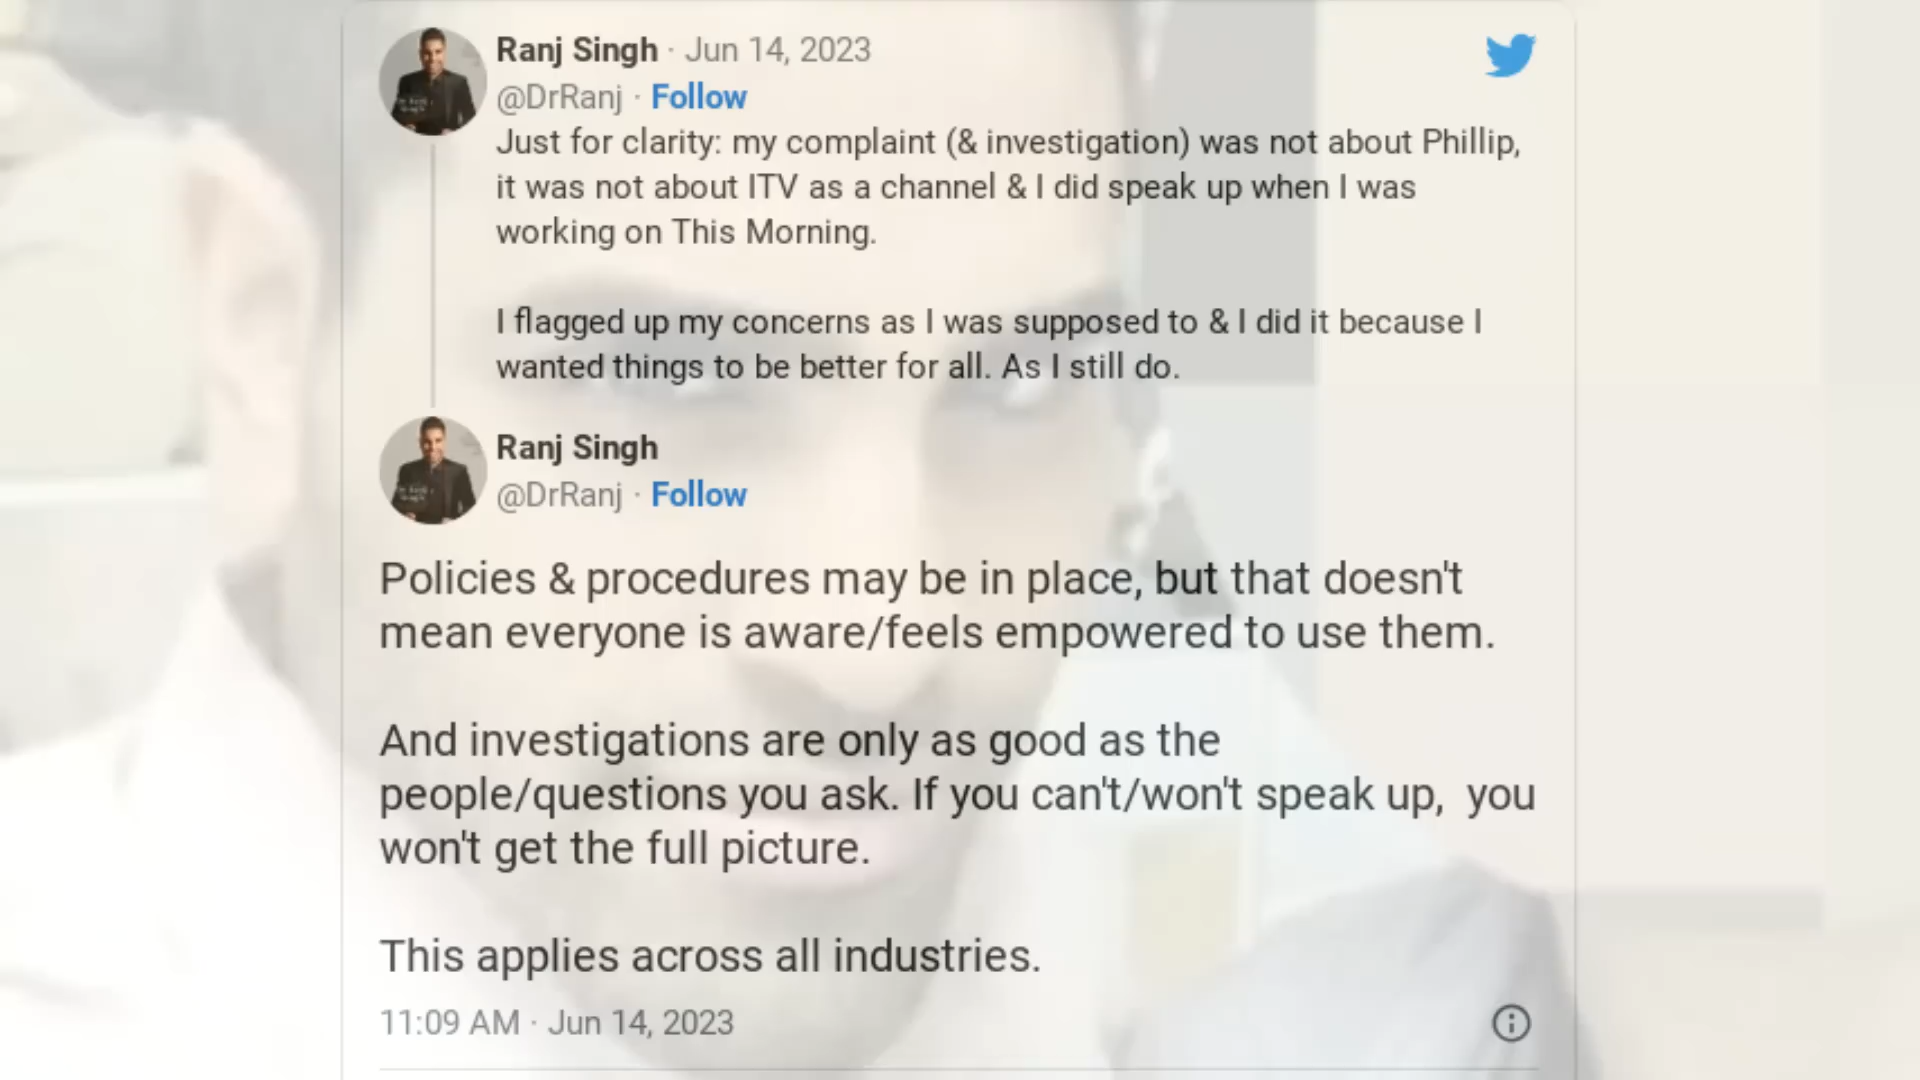 Ranj Singh · Jun 14, 2023
@DrRanj · Follow
Just for clarity: my complaint (& investigation) was not about Phillip,
it was not about ITV as a channel & I did speak up when I was
working on This Morning.
I flagged up my concerns as I was supposed to & I did it because I
wanted things to be better for all. As I still do.
Ranj Singh
@DrRanj · Follow
Policies & procedures may be in place, but that doesn't
mean everyone is aware/feels empowered to use them.
And investigations are only as good as the
people/questions you ask. If you can't/won't speak up,  you
won't get the full picture.
This applies across all industries.
11:09 AM · Jun 14, 2023